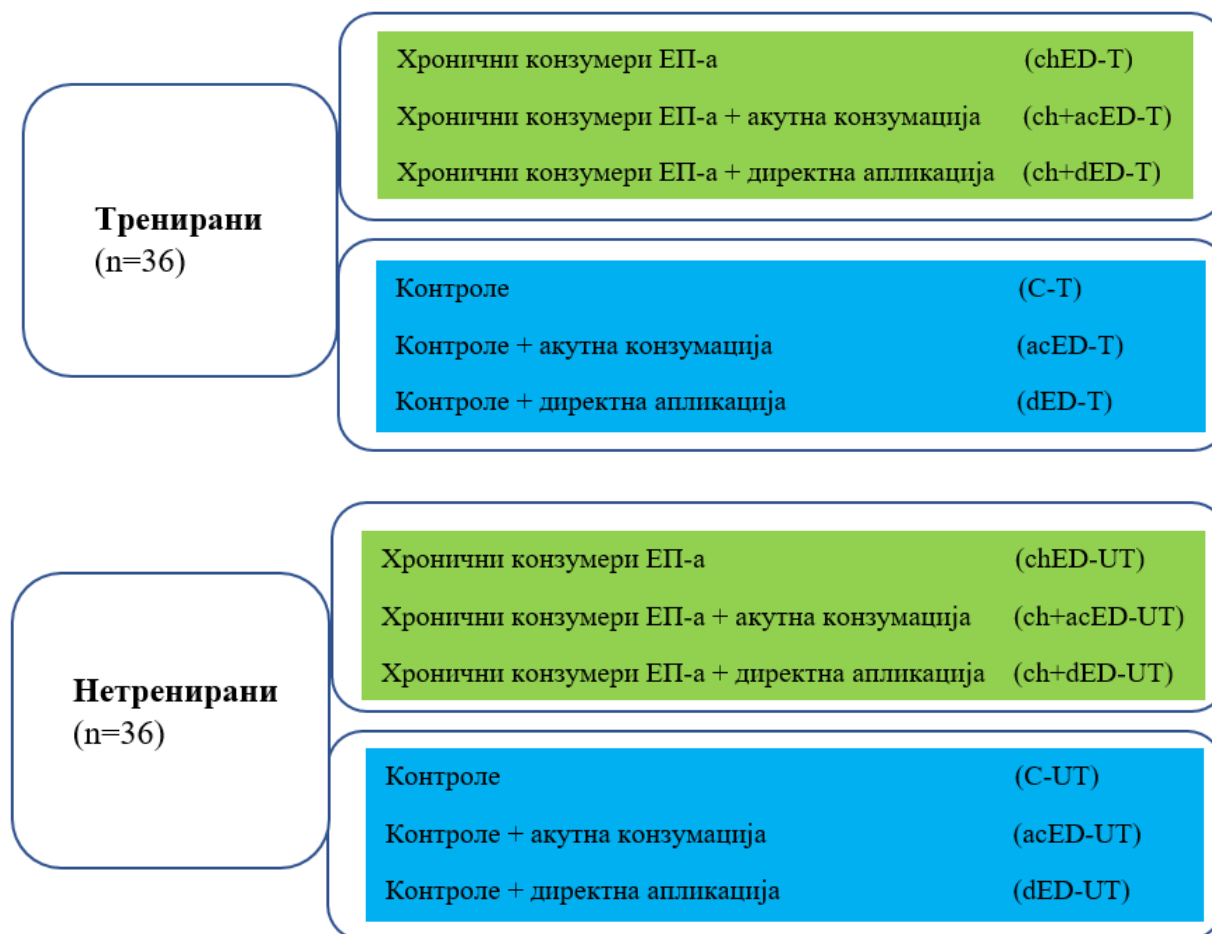 Тренирани
(n=36)
Хронични конзумери ЕП-а (chED-T)
Хронични конзумери ЕП-а + акутна конзумација (ch+acED-T)
Хронични конзумери ЕП-а + директна апликација (ch+dED-T)
Контроле (C-T)
Контроле + акутна конзумација (acED-T)
Контроле + директна апликација (dED-T)
Нетренирани
(n=36)
Хронични конзумери ЕП-а (chED-UT)
Хронични конзумери ЕП-а + акутна конзумација (ch+acED-UT)
Хронични конзумери ЕП-а + директна апликација (ch+dED-UT)
Контроле (C-UT)
Контроле + акутна конзумација (acED-UT)
Контроле + директна апликација (dED-UT)